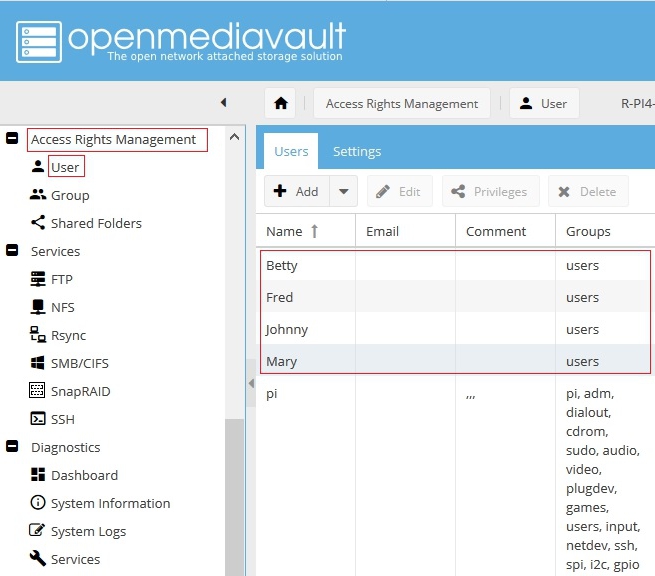 openmediavault
The open network attached storage solution
Access Rights Management
User
R-PI4-
Access Rights Management
User
Group
Shared Folders
Services
FTP
NFS
Rsync
SMB/CIFS
SnapRAID
SSH
Diagnostics
Dashboard
System Information
System Logs
Services
Users
Settings
Add
Edit
Privileges
Delete
Name Email Comment Groups
Betty users
Fred users
Johnny users
Mary users
pi ,,, pi, adm,
dialout,
cdrom,
sudo, audio,
video,
plugdev,
games,
users, input,
netdev, ssh,
spi, i2c, gpio